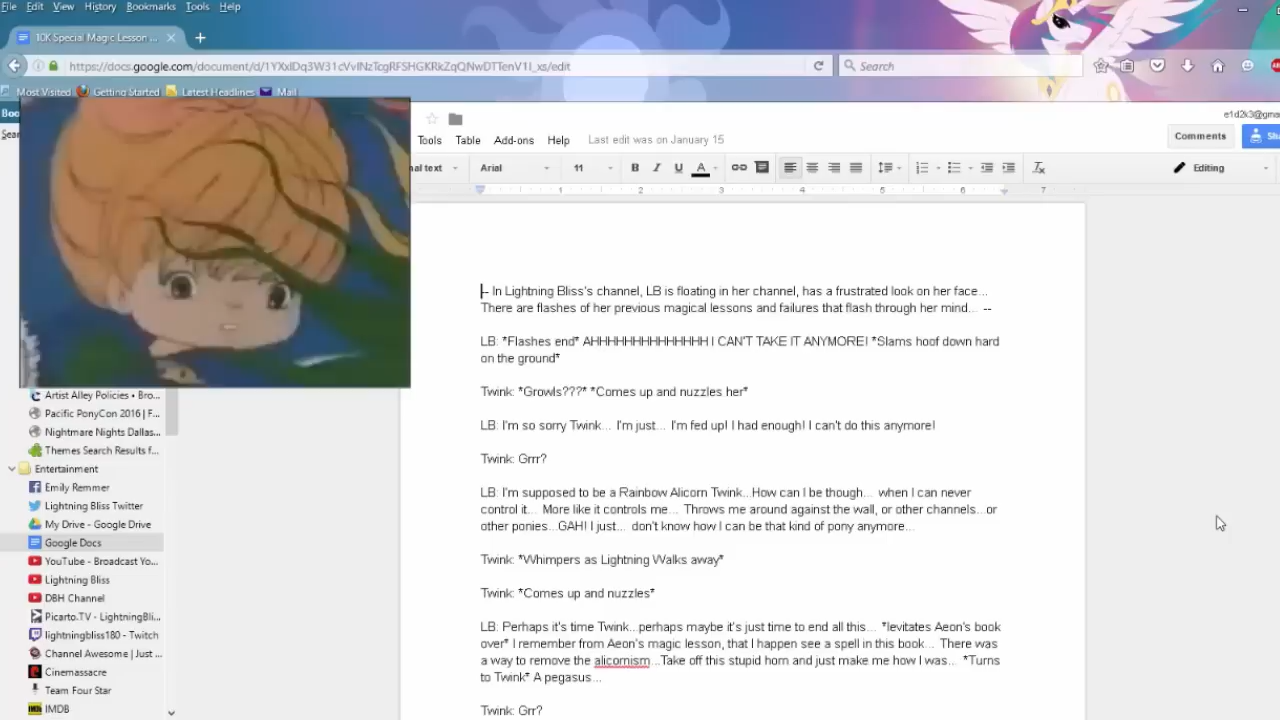 File Edit View History Bookmarks Tools Help
10K Special Magic Lesson ...
https://docs.google.com/document/d/1YXxlDq3W31cVvlNzTcgRFSHGKRkZqQNwDTTenV1I_xs/edit
Search
Most Visited Getting Started Latest Headlines Mail
Tools Table Add-ons Help Last edit was on January 15
Comments
Arial 11 B I U A Editing
1 1 2 3 4 5 6 7
-- In Lightning Bliss's channel, LB is floating in her channel, has a frustrated look on her face...
There are flashes of her previous magical lessons and failures that flash through her mind... --
LB: *Flashes end* AHHHHHHHHHHHHHH I CAN'T TAKE IT ANYMORE! *Slams hoof down hard
on the ground*
Twink: *Growls???* *Comes up and nuzzles her*
LB: I'm so sorry Twink... I'm just... I'm fed up! I had enough! I can't do this anymore!
Twink: Grrr?
LB: I'm supposed to be a Rainbow Alicorn Twink...How can I be though... when I can never
control it... More like it controls me... Throws me around against the wall, or other channels...or
other ponies...GAH! I just... don't know how I can be that kind of pony anymore...
Twink: *Whimpers as Lightning Walks away*
Twink: *Comes up and nuzzles*
LB: Perhaps it's time Twink...perhaps maybe it's just time to end all this... *levitates Aeon's book
over* I remember from Aeon's magic lesson, that I happen see a spell in this book... There was
a way to remove the alicornism...Take off this stupid horn and just make me how I was... *Turns
to Twink* A pegasus...
Twink: Grr?
Artist Alley Policies • Bro...
Pacific PonyCon 2016 | F...
Nightmare Nights Dallas...
Themes Search Results f...
Entertainment
Emily Remmer
Lightning Bliss Twitter
My Drive - Google Drive
Google Docs
YouTube - Broadcast Yo...
Lightning Bliss
DBH Channel
Picarto.TV - LightningBli...
lightningbliss180 - Twitch
Channel Awesome | Just ...
Cinemassacre
Team Four Star
IMDB